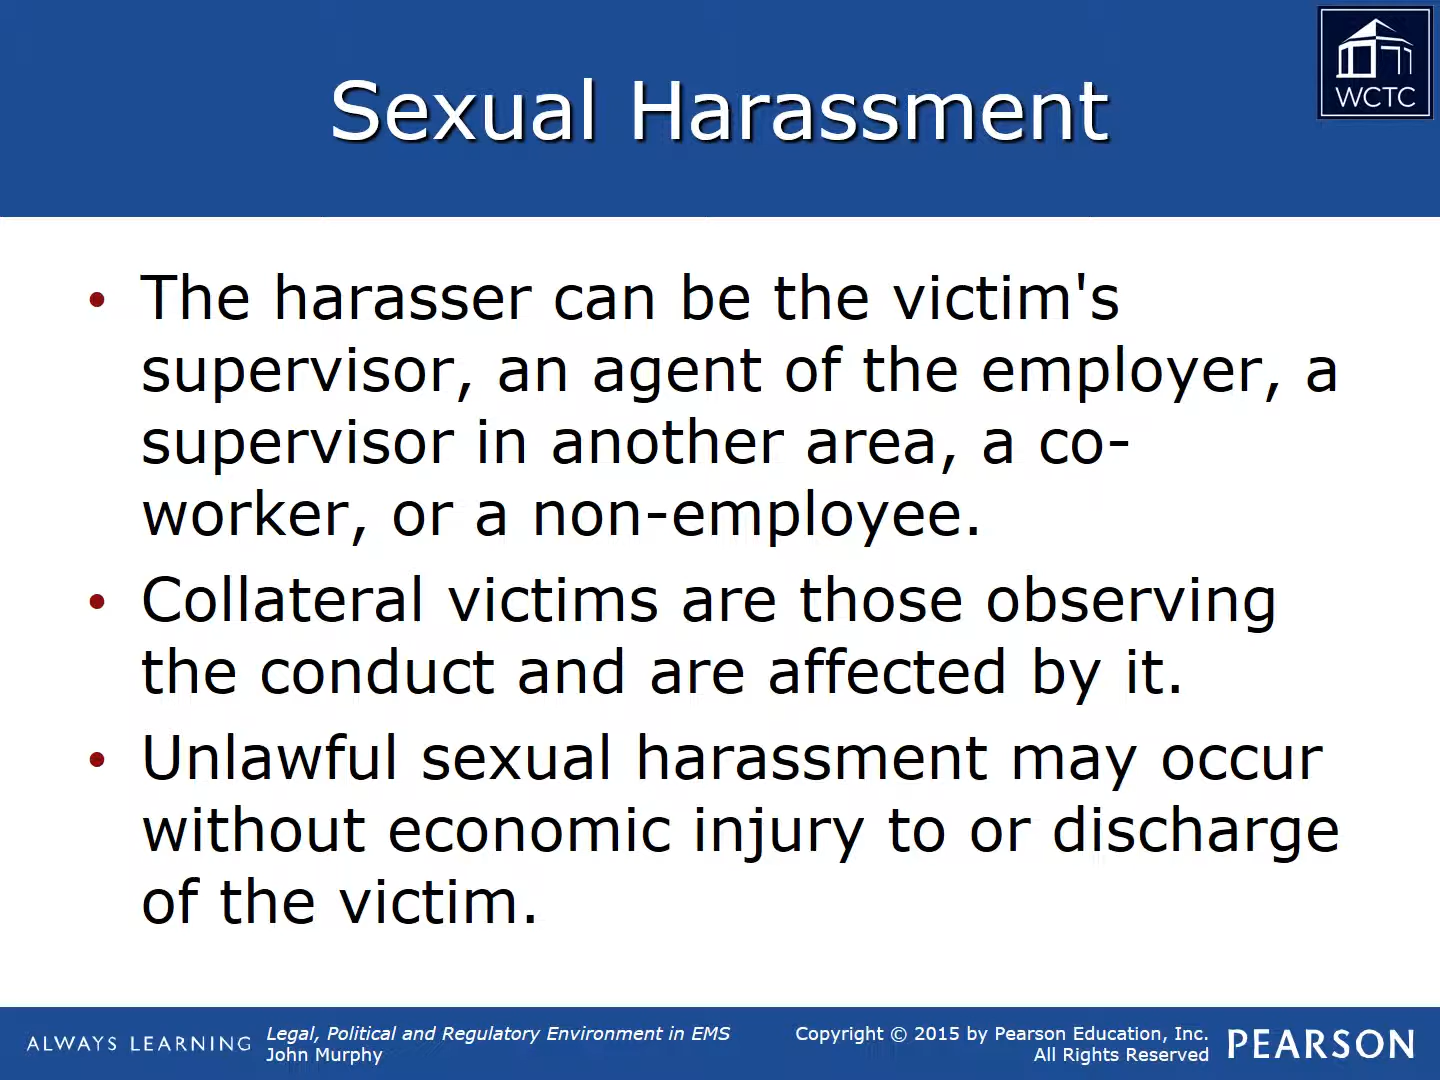 WCTC
Sexual Harassment
• The harasser can be the victim's
supervisor, an agent of the employer, a
supervisor in another area, a co-
worker, or a non-employee.
• Collateral victims are those observing
the conduct and are affected by it.
• Unlawful sexual harassment may occur
without economic injury to or discharge
of the victim.
ALWAYS LEARNING
Legal, Political and Regulatory Environment in EMS
John Murphy
Copyright © 2015 by Pearson Education, Inc.
All Rights Reserved
PEARSON